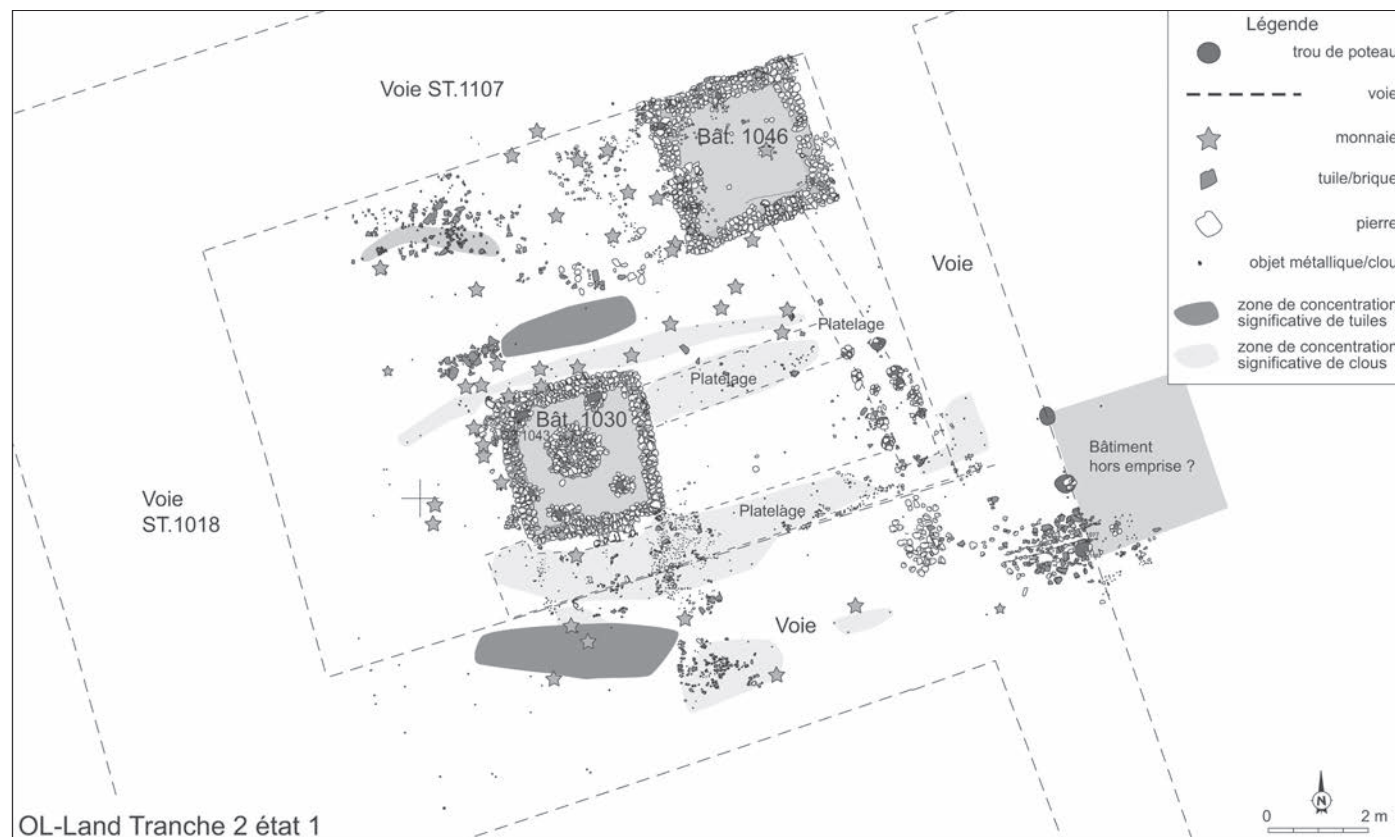 Légende
trou de poteau
voie
monnaie
tuile/brique
pierre
objet métallique/clou
zone de concentration
significative de tuiles
zone de concentration
significative de clous
Voie ST.1107
Bât. 1046
Voie
Platelage
Platelage
Bât. 1030
1043
Bâtiment
hors emprise ?
Voie
ST.1018
Platelage
Voie
N
0 2 m
OL-Land Tranche 2 état 1